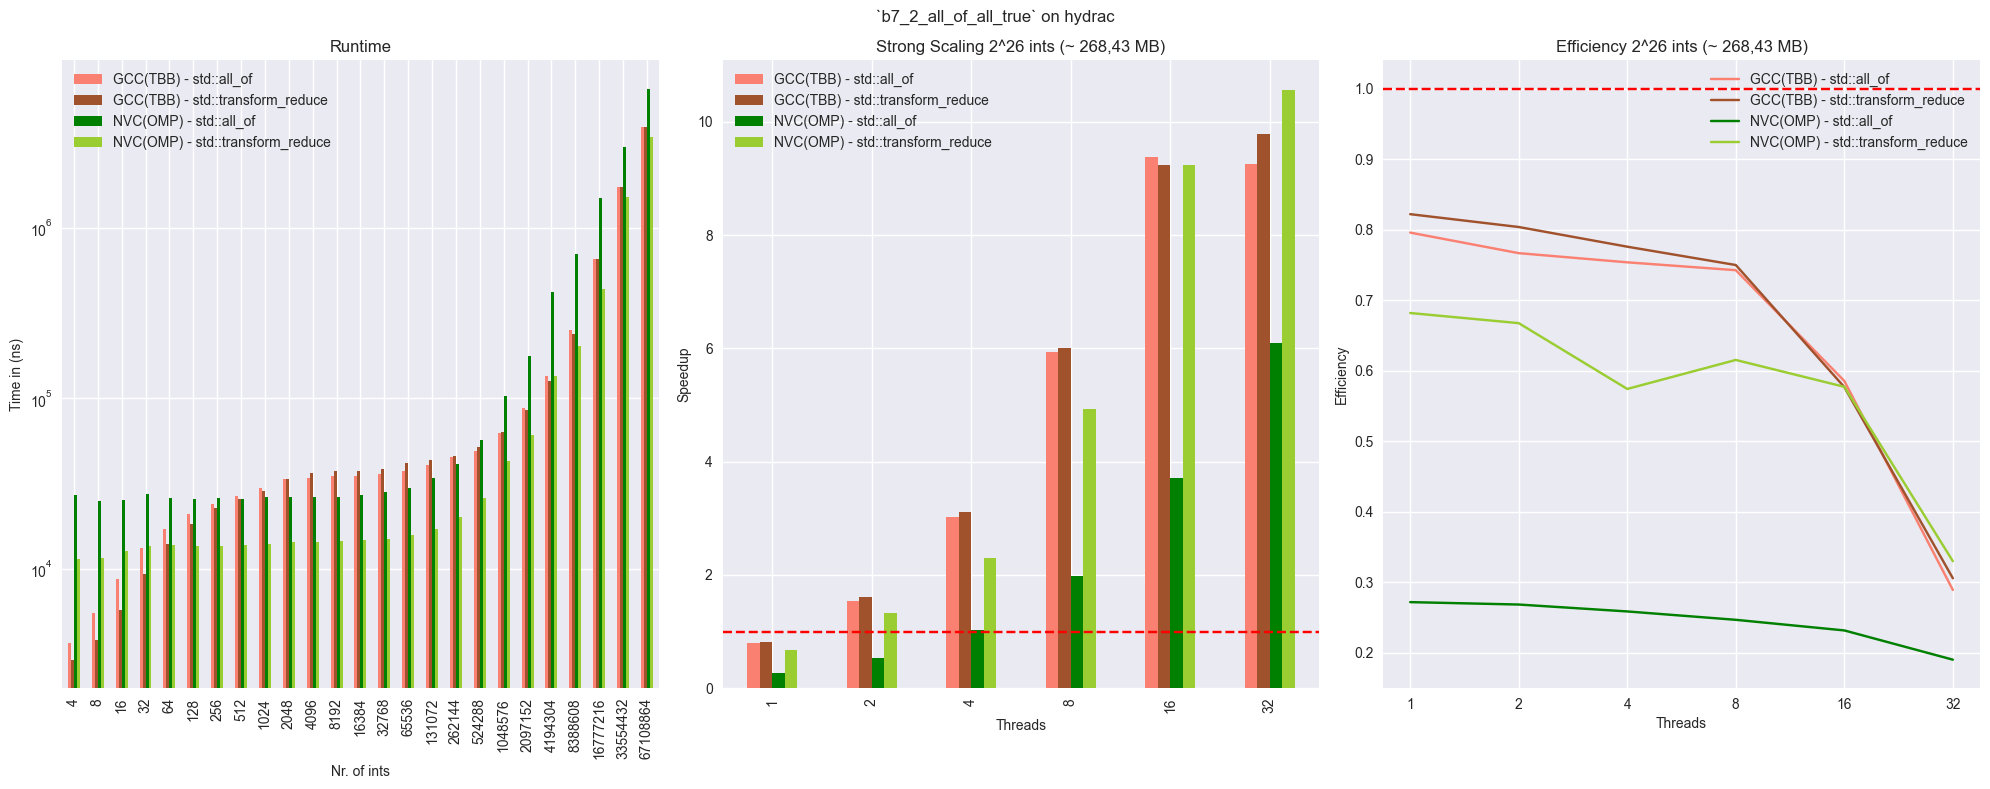 `b7_2_all_of_all_true` on hydrac
Runtime
GCC(TBB) - std::all_of
GCC(TBB) - std::transform_reduce
NVC(OMP) - std::all_of
NVC(OMP) - std::transform_reduce
Time in (ns)
10^6
10^5
10^4
4
8
16
32
64
128
256
512
1024
2048
4096
8192
16384
32768
65536
131072
262144
524288
1048576
2097152
4194304
8388608
16777216
33554432
67108864
Nr. of ints
Strong Scaling 2^26 ints (~ 268,43 MB)
GCC(TBB) - std::all_of
GCC(TBB) - std::transform_reduce
NVC(OMP) - std::all_of
NVC(OMP) - std::transform_reduce
Speedup
10
8
6
4
2
0
1
2
4
8
16
32
Threads
Efficiency 2^26 ints (~ 268,43 MB)
GCC(TBB) - std::all_of
GCC(TBB) - std::transform_reduce
NVC(OMP) - std::all_of
NVC(OMP) - std::transform_reduce
Efficiency
1.0
0.9
0.8
0.7
0.6
0.5
0.4
0.3
0.2
1
2
4
8
16
32
Threads